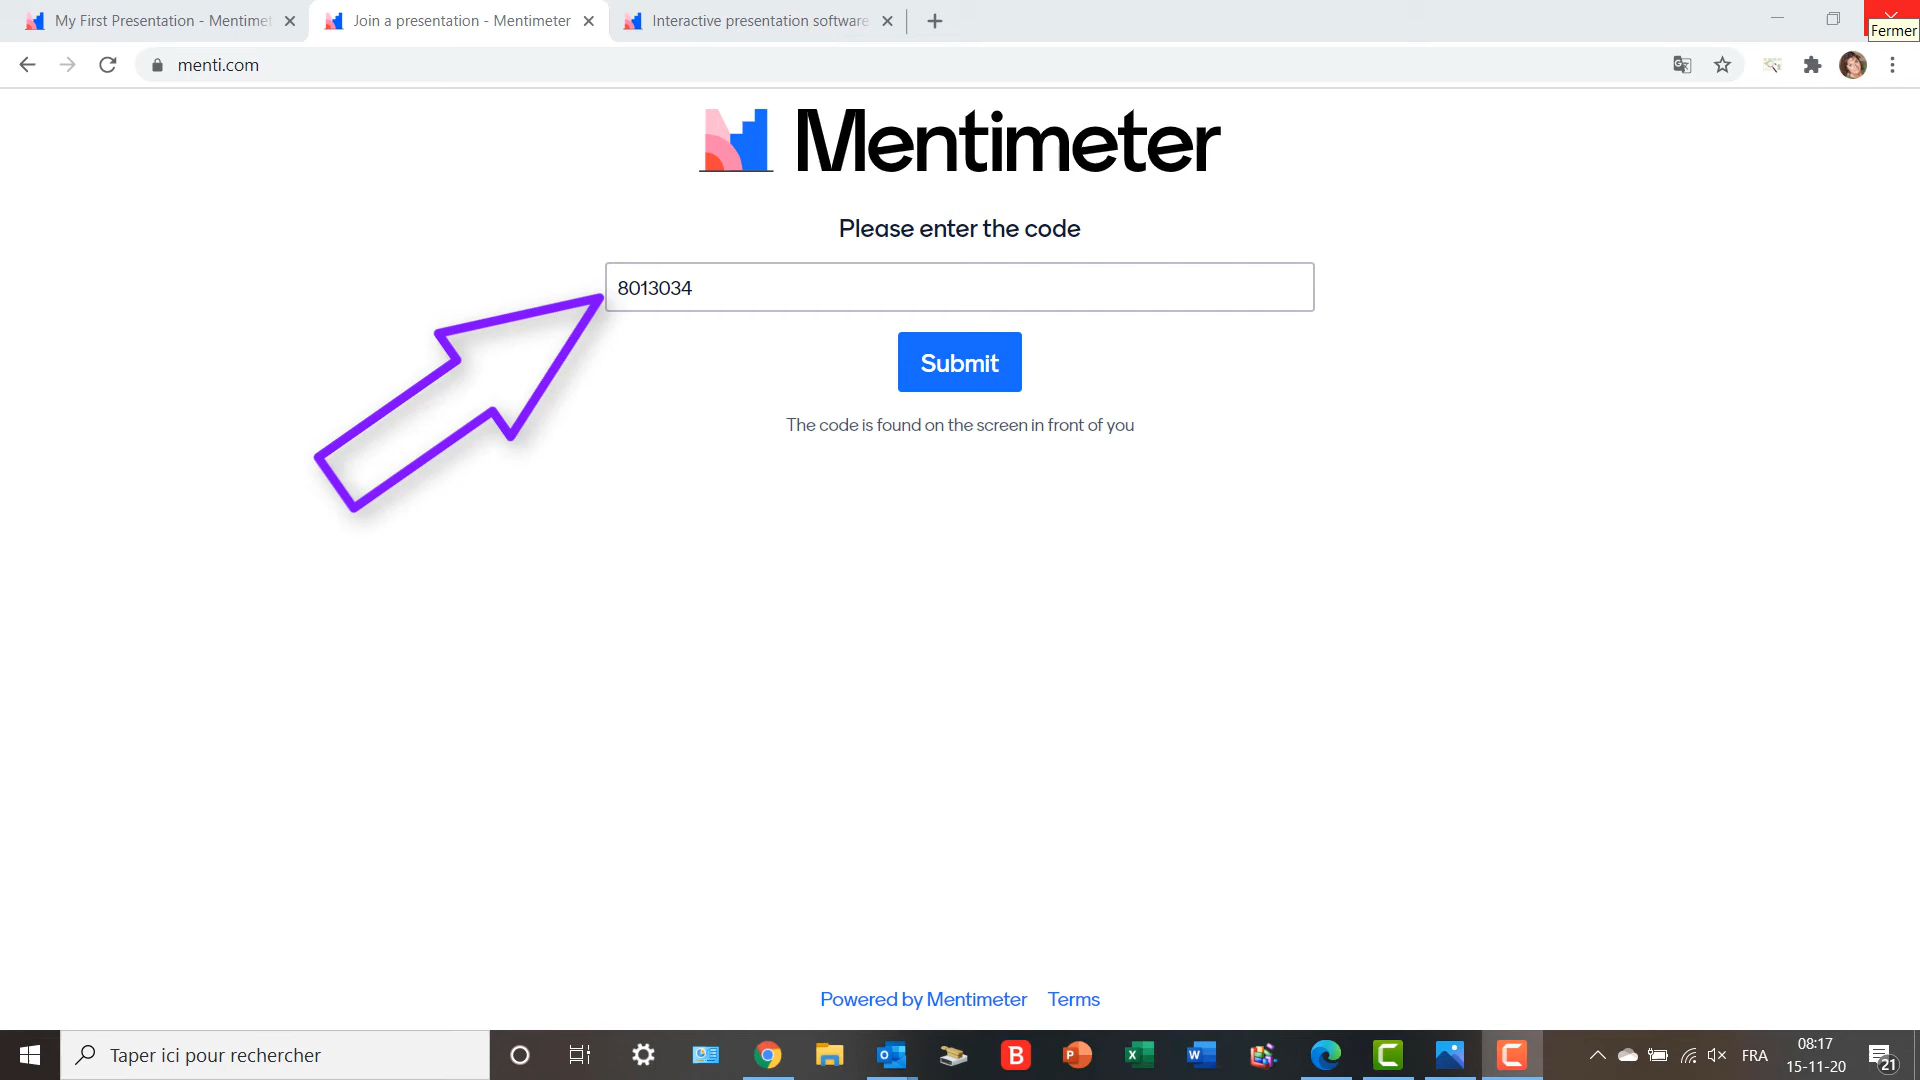 My First Presentation - Mentimet
Join a presentation - Mentimeter
Interactive presentation software
Fermer
menti.com
Mentimeter
Please enter the code
8013034
Submit
The code is found on the screen in front of you
Powered by Mentimeter Terms
Taper ici pour rechercher
FRA
08:17
15-11-20
21